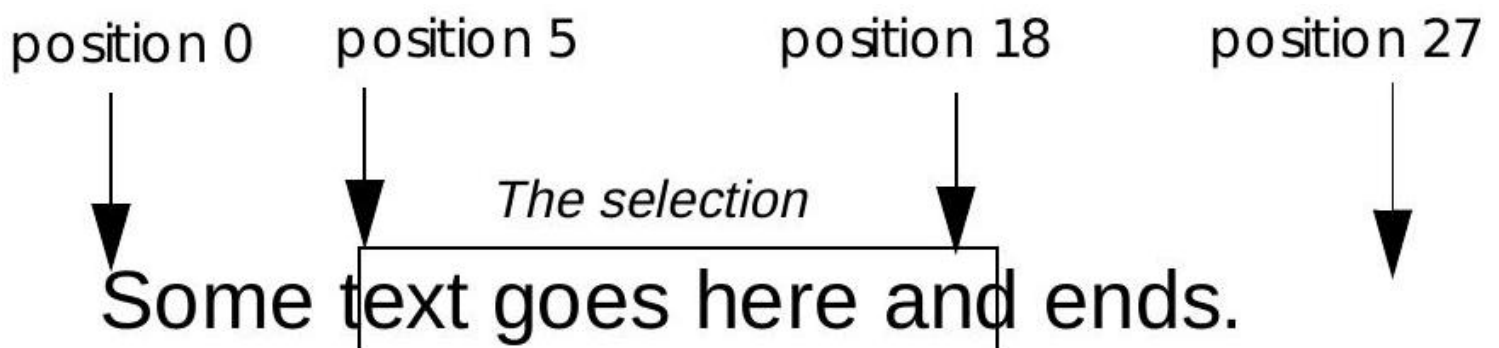 position 0 position 5 position 18 position 27
The selection
Some text goes here and ends.